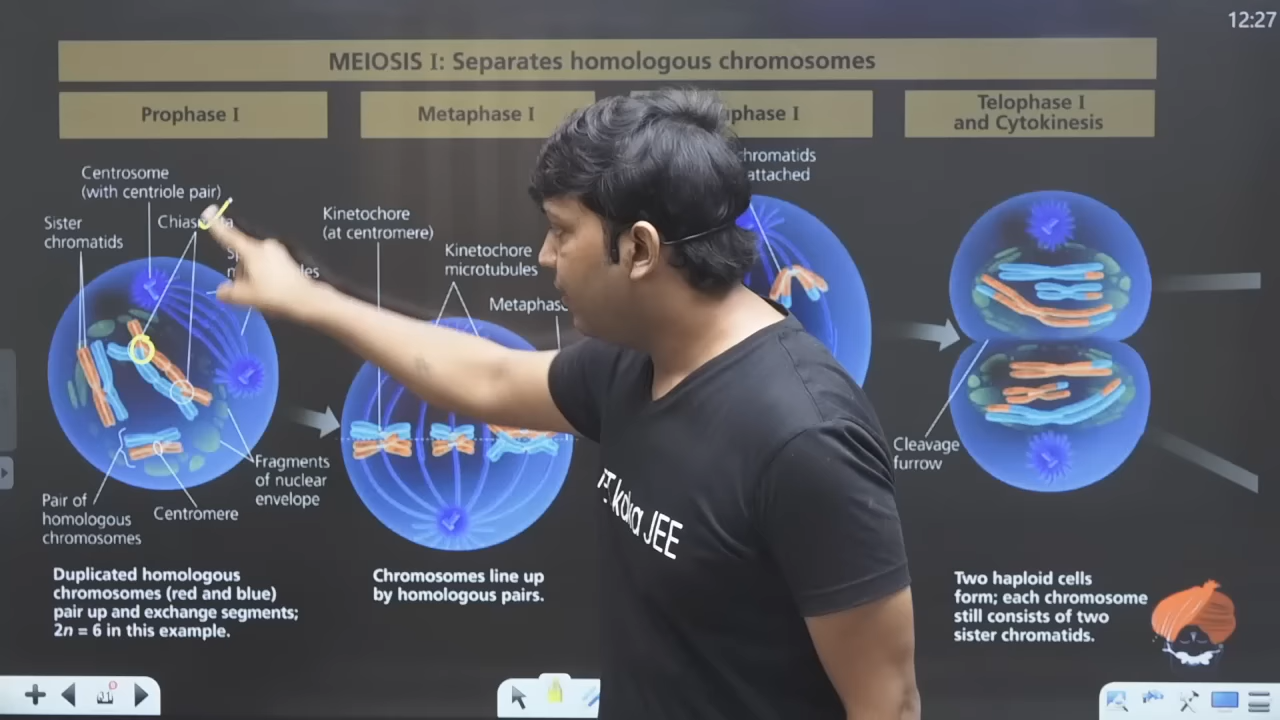 12:27
MEIOSIS I: Separates homologous chromosomes
Prophase I
Metaphase I
Telophase I
and Cytokinesis
Centrosome
(with centriole pair)
Sister
chromatids
Kinetochore
(at centromere)
Kinetochore
microtubules
chromatids
attached
Fragments
of nuclear
envelope
Pair of
homologous
chromosomes
Centromere
Cleavage
furrow
Duplicated homologous
chromosomes (red and blue)
pair up and exchange segments;
2n = 6 in this example.
Chromosomes line up
by homologous pairs.
Two haploid cells
form; each chromosome
still consists of two
sister chromatids.
kaka JEE